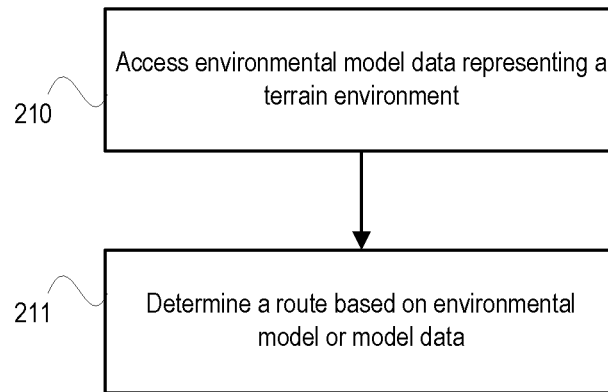 Access environmental model data representing a
terrain environment
210
Determine a route based on environmental
model or model data
211